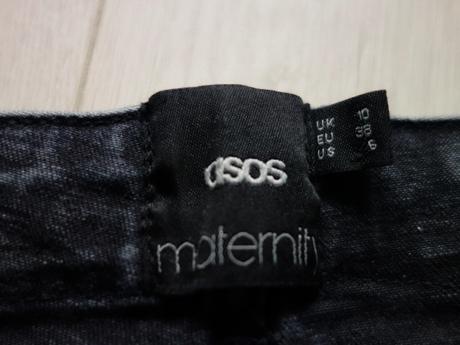 asos
maternity
UK 10
EU 38
US 6